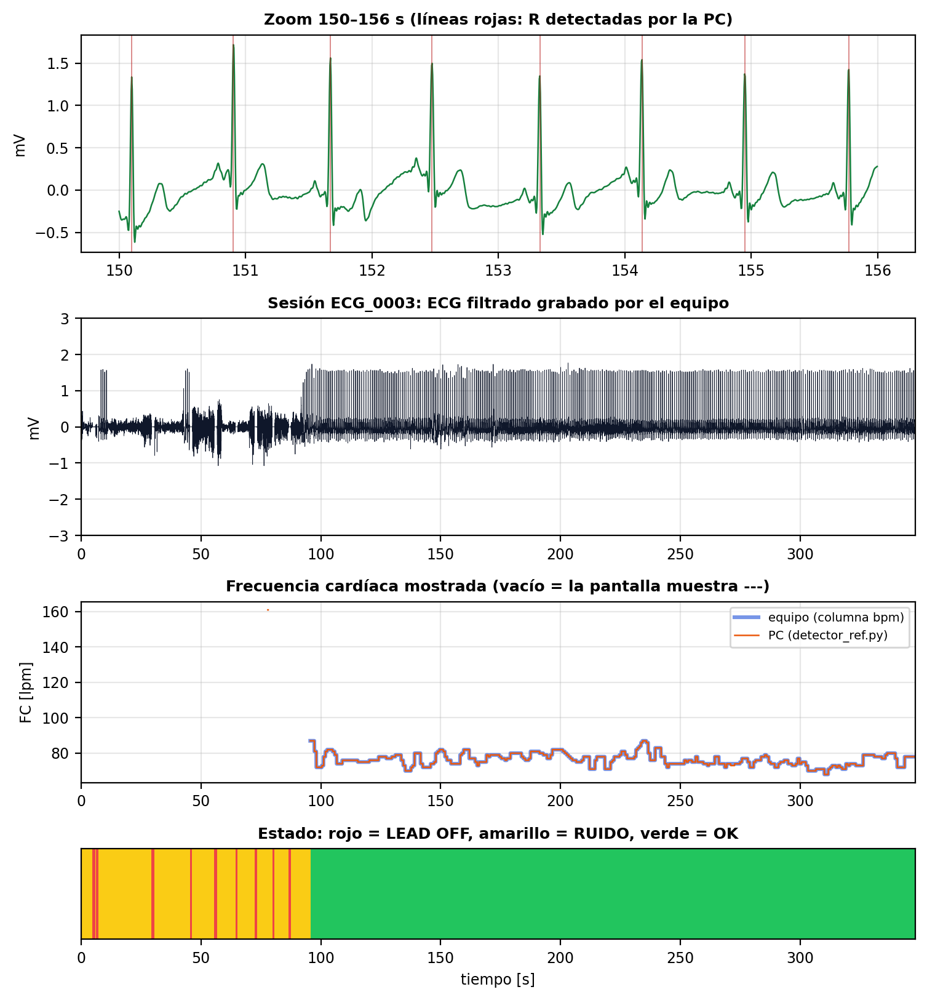 Zoom 150–156 s (líneas rojas: R detectadas por la PC)
1.5
1.0
0.5
0.0
−0.5
mV
150 151 152 153 154 155 156
Sesión ECG_0003: ECG filtrado grabado por el equipo
3
2
1
0
−1
−2
−3
mV
0 50 100 150 200 250 300
Frecuencia cardíaca mostrada (vacío = la pantalla muestra ---)
160
140
120
100
80
FC [lpm]
equipo (columna bpm)
PC (detector_ref.py)
0 50 100 150 200 250 300
Estado: rojo = LEAD OFF, amarillo = RUIDO, verde = OK
0 50 100 150 200 250 300
tiempo [s]